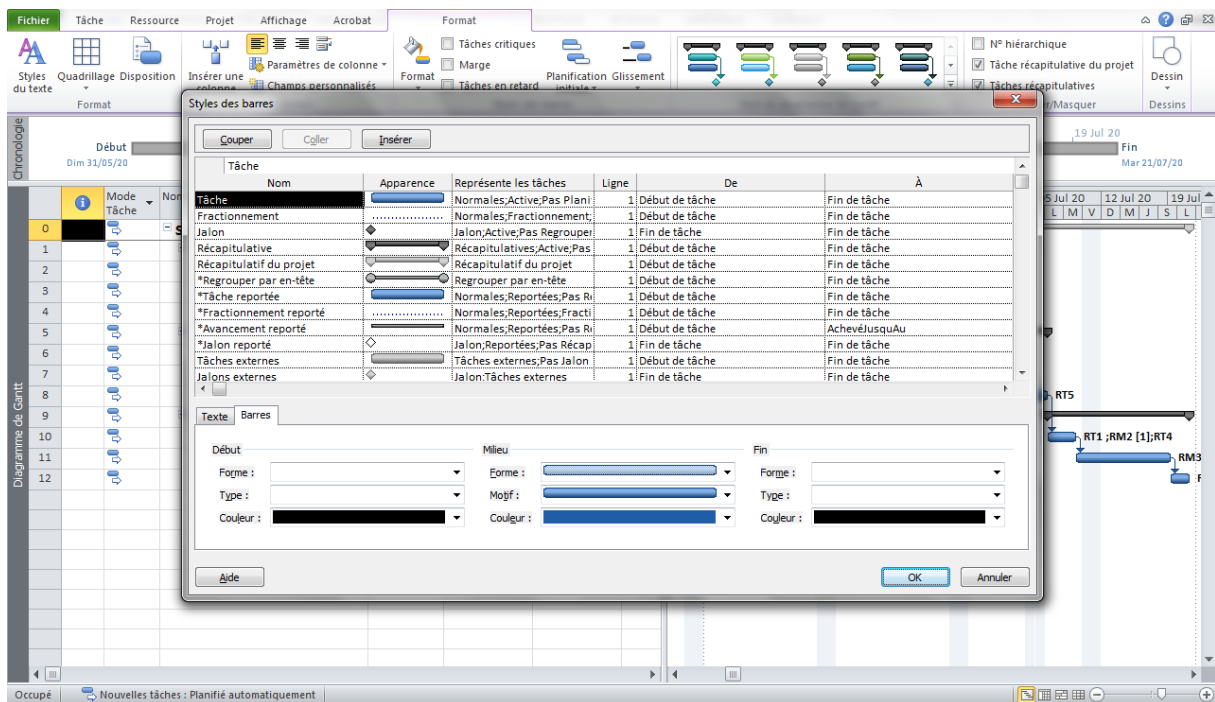 Fichier Tâche Ressource Projet Affichage Acrobat Format
Styles du texte
Quadrillage
Disposition
Format
Insérer une colonne
Paramètres de colonne
Champs personnalisés
Format
Tâches critiques
Marge
Tâches en retard
Planification initiale
Glissement
N° hiérarchique
Tâche récapitulative du projet
Tâches récapitulatives
/Masquer
Dessin
Dessins
Chronologie
Début
Dim 31/05/20
19 Jul 20
Fin
Mar 21/07/20
Styles des barres
Couper Coller Insérer
Tâche
Nom Apparence Représente les tâches Ligne De À
Tâche Normales;Active;Pas Plani 1 Début de tâche Fin de tâche
Fractionnement Normales;Fractionnement; 1 Début de tâche Fin de tâche
Jalon Jalon;Active;Pas Regrouper 1 Fin de tâche Fin de tâche
Récapitulative Récapitulatives;Active;Pas 1 Début de tâche Fin de tâche
Récapitulatif du projet Récapitulatif du projet 1 Début de tâche Fin de tâche
*Regrouper par en-tête Regrouper par en-tête 1 Début de tâche Fin de tâche
*Tâche reportée Normales;Reportées;Pas R 1 Début de tâche Fin de tâche
*Fractionnement reporté Normales;Reportées;Fracti 1 Début de tâche Fin de tâche
*Avancement reporté Normales;Reportées;Pas R 1 Début de tâche AchevéJusquAu
*Jalon reporté Jalon;Reportées;Pas Récap 1 Fin de tâche Fin de tâche
Tâches externes Tâches externes;Pas Jalon 1 Début de tâche Fin de tâche
Jalons externes Jalon;Tâches externes 1 Fin de tâche Fin de tâche
Texte Barres
Début Milieu Fin
Forme : Forme : Forme :
Type : Motif : Type :
Couleur : Couleur : Couleur :
Aide OK Annuler
Diagramme de Gantt
Mode Tâche
Nor
0
1
2
3
4
5
6
7
8
9
10
11
12
5 Jul 20 12 Jul 20 19 Jul
L M V D M J S L
RT5
RT1 ;RM2 [1];RT4
RM3
Occupé Nouvelles tâches : Planifié automatiquement